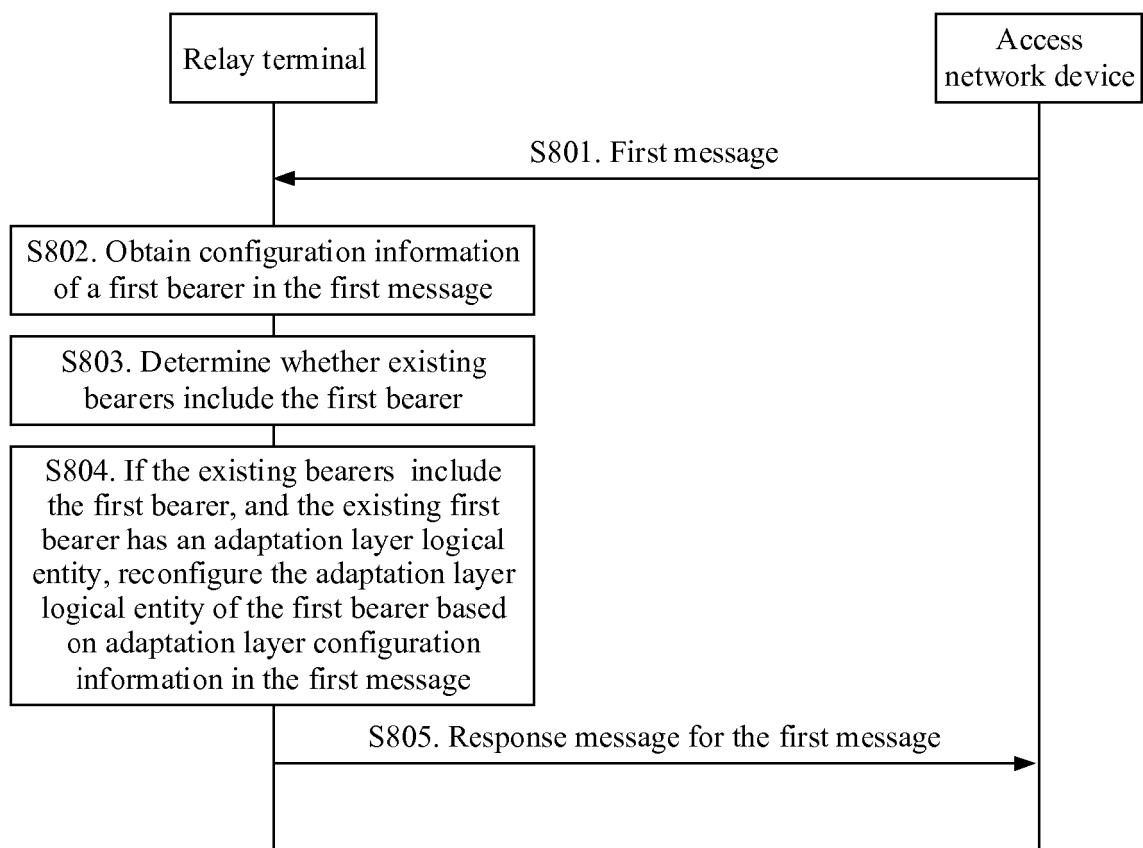 Relay terminal
Access
network device
S801. First message
S802. Obtain configuration information
of a first bearer in the first message
S803. Determine whether existing
bearers include the first bearer
S804. If the existing bearers include
the first bearer, and the existing first
bearer has an adaptation layer logical
entity, reconfigure the adaptation layer
logical entity of the first bearer based
on adaptation layer configuration
information in the first message
S805. Response message for the first message